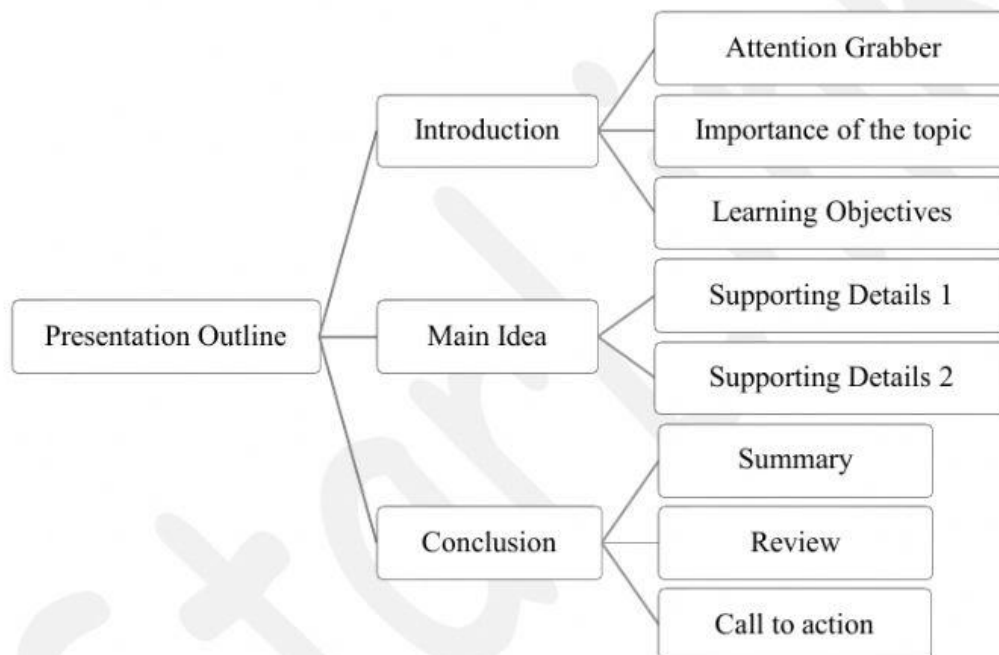 Presentation Outline
Introduction
Attention Grabber
Importance of the topic
Learning Objectives
Main Idea
Supporting Details 1
Supporting Details 2
Conclusion
Summary
Review
Call to action